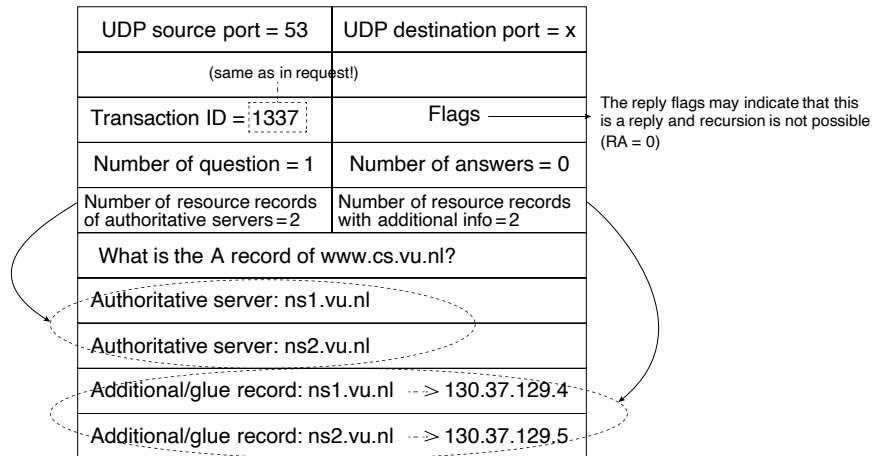 UDP source port = 53 UDP destination port = x
(same as in request!)
Transaction ID = 1337 Flags
The reply flags may indicate that this
is a reply and recursion is not possible
(RA = 0)
Number of question = 1 Number of answers = 0
Number of resource records
of authoritative servers = 2
Number of resource records
with additional info = 2
What is the A record of www.cs.vu.nl?
Authoritative server: ns1.vu.nl
Authoritative server: ns2.vu.nl
Additional/glue record: ns1.vu.nl -> 130.37.129.4
Additional/glue record: ns2.vu.nl -> 130.37.129.5